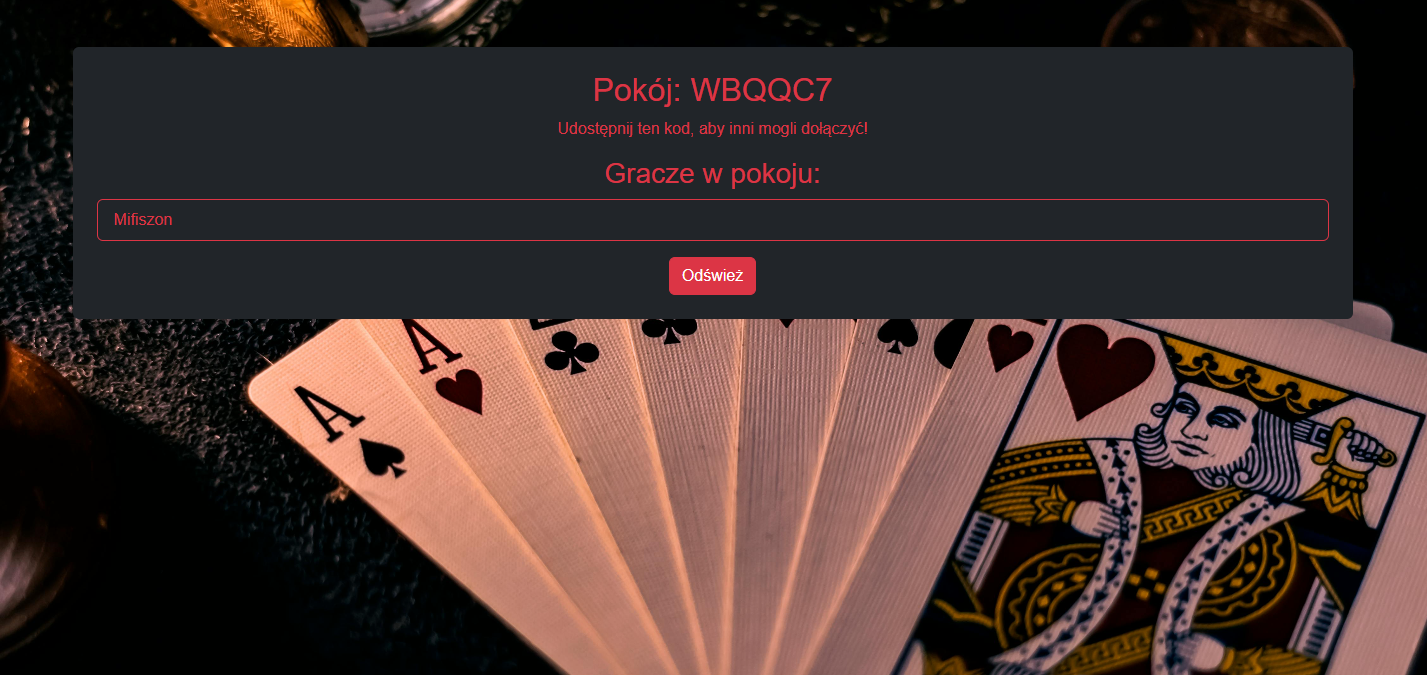 Pokój: WBQQC7
Udostępnij ten kod, aby inni mogli dołączyć!
Gracze w pokoju:
Mifiszon
Odśwież
A
A